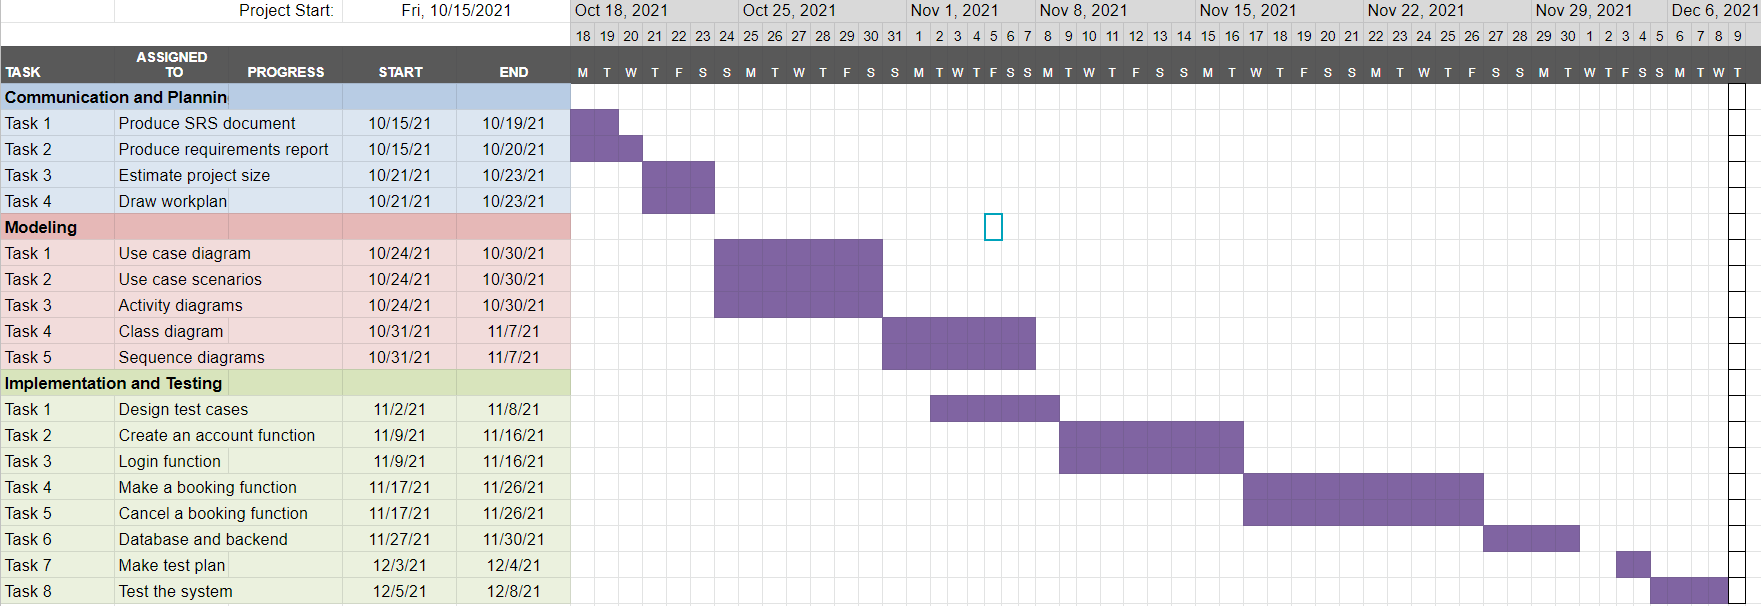 Project Start: Fri, 10/15/2021 Oct 18, 2021 Oct 25, 2021 Nov 1, 2021 Nov 8, 2021 Nov 15, 2021 Nov 22, 2021 Nov 29, 2021 Dec 6, 2021
18 19 20 21 22 23 24 25 26 27 28 29 30 31 1 2 3 4 5 6 7 8 9 10 11 12 13 14 15 16 17 18 19 20 21 22 23 24 25 26 27 28 29 30 1 2 3 4 5 6 7 8 9
TASK ASSIGNED TO PROGRESS START END M T W T F S S M T W T F S S M T W T F S S M T W T F S S M T W T F S S M T W T F S S M T W T F S S M T W T
Communication and Plannin
Task 1 Produce SRS document 10/15/21 10/19/21
Task 2 Produce requirements report 10/15/21 10/20/21
Task 3 Estimate project size 10/21/21 10/23/21
Task 4 Draw workplan 10/21/21 10/23/21
Modeling
Task 1 Use case diagram 10/24/21 10/30/21
Task 2 Use case scenarios 10/24/21 10/30/21
Task 3 Activity diagrams 10/24/21 10/30/21
Task 4 Class diagram 10/31/21 11/7/21
Task 5 Sequence diagrams 10/31/21 11/7/21
Implementation and Testing
Task 1 Design test cases 11/2/21 11/8/21
Task 2 Create an account function 11/9/21 11/16/21
Task 3 Login function 11/9/21 11/16/21
Task 4 Make a booking function 11/17/21 11/26/21
Task 5 Cancel a booking function 11/17/21 11/26/21
Task 6 Database and backend 11/27/21 11/30/21
Task 7 Make test plan 12/3/21 12/4/21
Task 8 Test the system 12/5/21 12/8/21